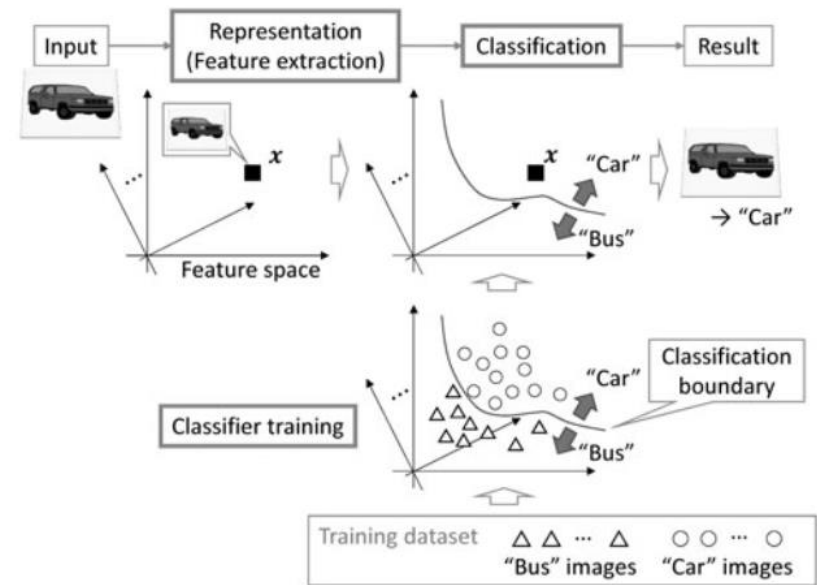 Input
Representation
(Feature extraction)
Classification
Result
x
...
Feature space
x
...
“Car”
“Bus”
→ “Car”
Classifier training
...
“Car”
“Bus”
Classification
boundary
Training dataset
...
“Bus” images
...
“Car” images